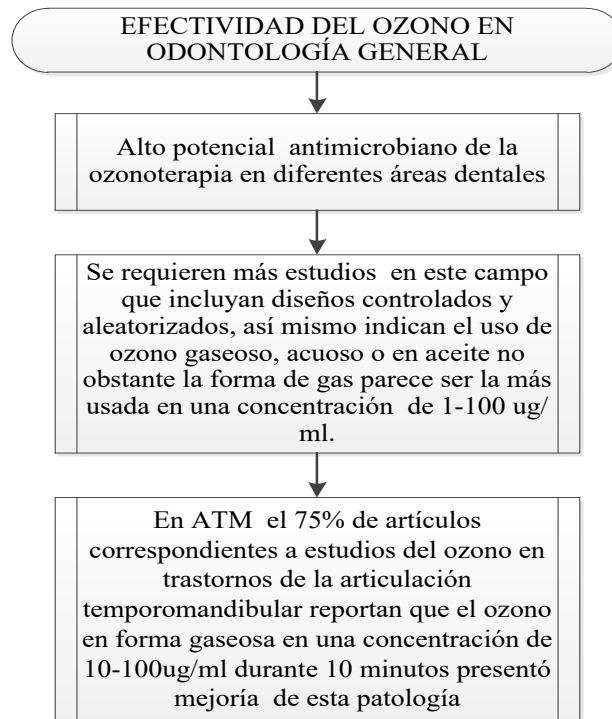 EFECTIVIDAD DEL OZONO EN
ODONTOLOGÍA GENERAL
Alto potencial antimicrobiano de la
ozonoterapia en diferentes áreas dentales
Se requieren más estudios en este campo
que incluyan diseños controlados y
aleatorizados, así mismo indican el uso de
ozono gaseoso, acuoso o en aceite no
obstante la forma de gas parece ser la más
usada en una concentración de 1-100 ug/
ml.
En ATM el 75% de artículos
correspondientes a estudios del ozono en
trastornos de la articulación
temporomandibular reportan que el ozono
en forma gaseosa en una concentración de
10-100ug/ml durante 10 minutos presentó
mejoría de esta patología